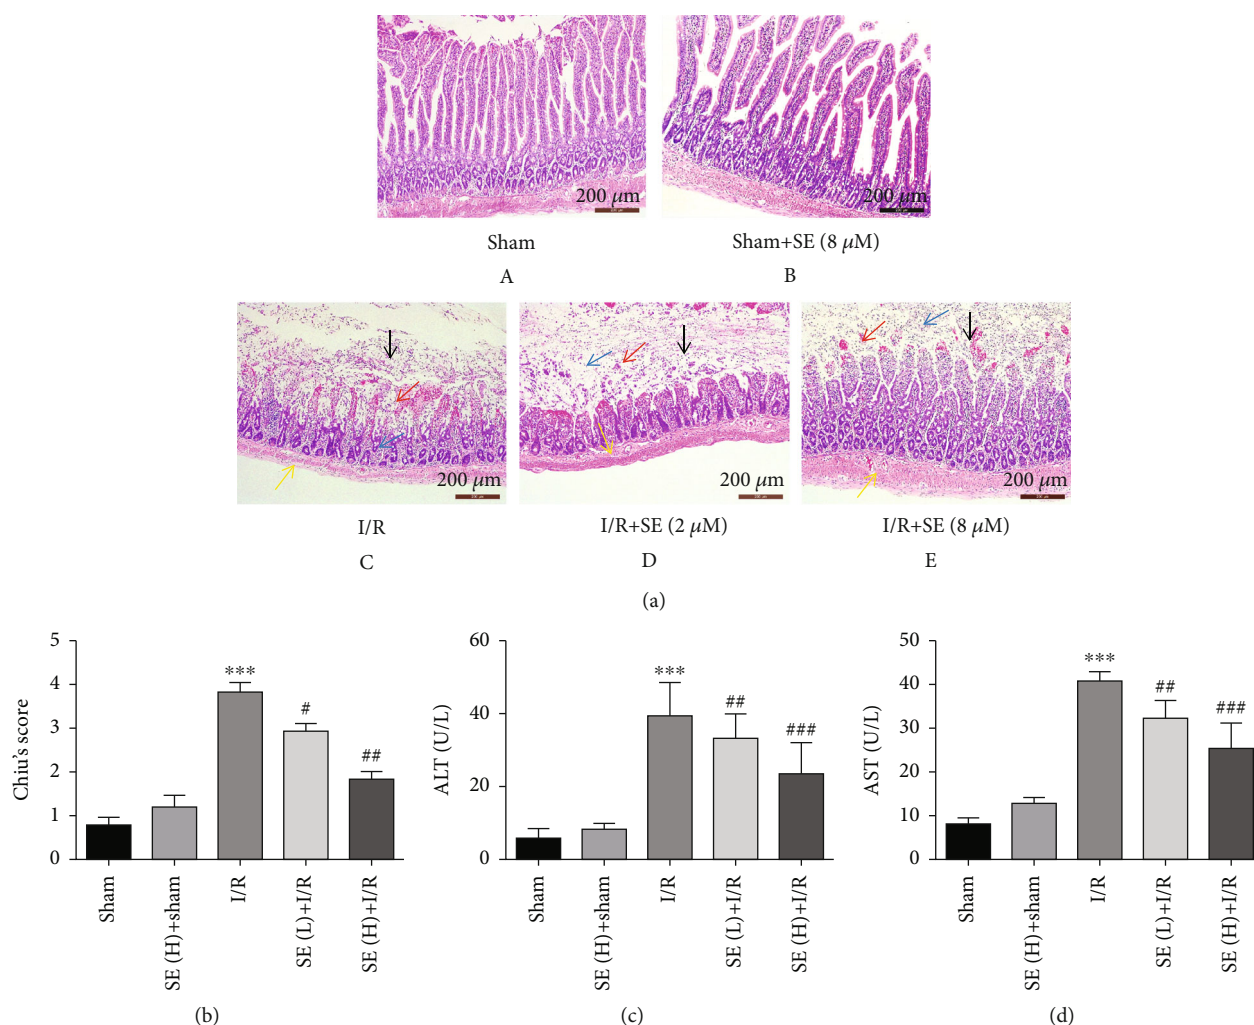 200 μm
200 μm
Sham
Sham+SE (8 μM)
A
B
200 μm
200 μm
200 μm
I/R
I/R+SE (2 μM)
I/R+SE (8 μM)
C
D
E
(a)
Chiu's score
5
4
3
2
1
0
***
#
##
Sham
SE (H)+sham
I/R
SE (L)+I/R
SE (H)+I/R
(b)
ALT (U/L)
60
40
20
0
***
##
###
Sham
SE (H)+sham
I/R
SE (L)+I/R
SE (H)+I/R
(c)
AST (U/L)
50
40
30
20
10
0
***
##
###
Sham
SE (H)+sham
I/R
SE (L)+I/R
SE (H)+I/R
(d)